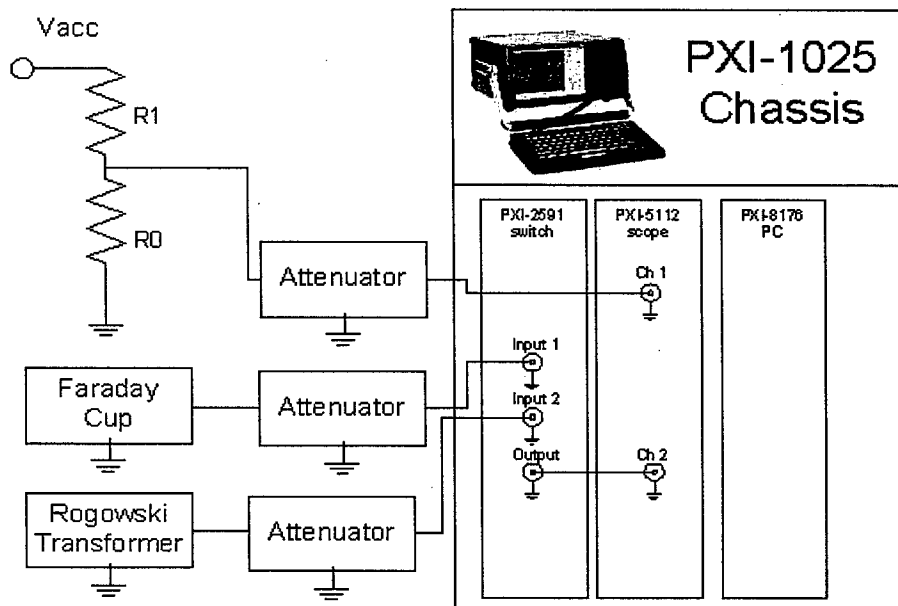 Vacc
R1
R0
PXI-1025
Chassis
PXI-2591
switch
PXI-5112
scope
PXI-8176
PC
Attenuator
Ch 1
Input 1
Faraday
Cup
Attenuator
Input 2
Output
Ch 2
Rogowski
Transformer
Attenuator